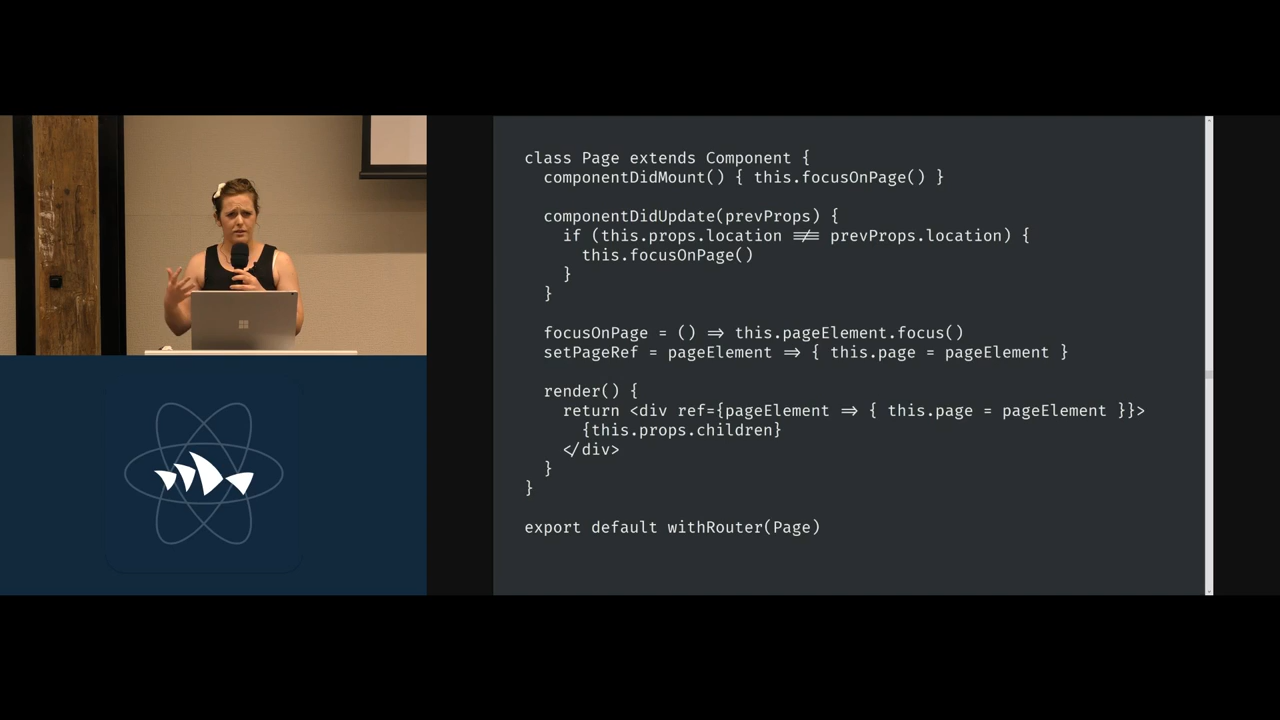 class Page extends Component {
componentDidMount() { this.focusOnPage() }
componentDidUpdate(prevProps) {
if (this.props.location !== prevProps.location) {
this.focusOnPage()
}
}
focusOnPage = () => this.pageElement.focus()
setPageRef = pageElement => { this.page = pageElement }
render() {
return <div ref={pageElement => { this.page = pageElement }}>
{this.props.children}
</div>
}
}
export default withRouter(Page)